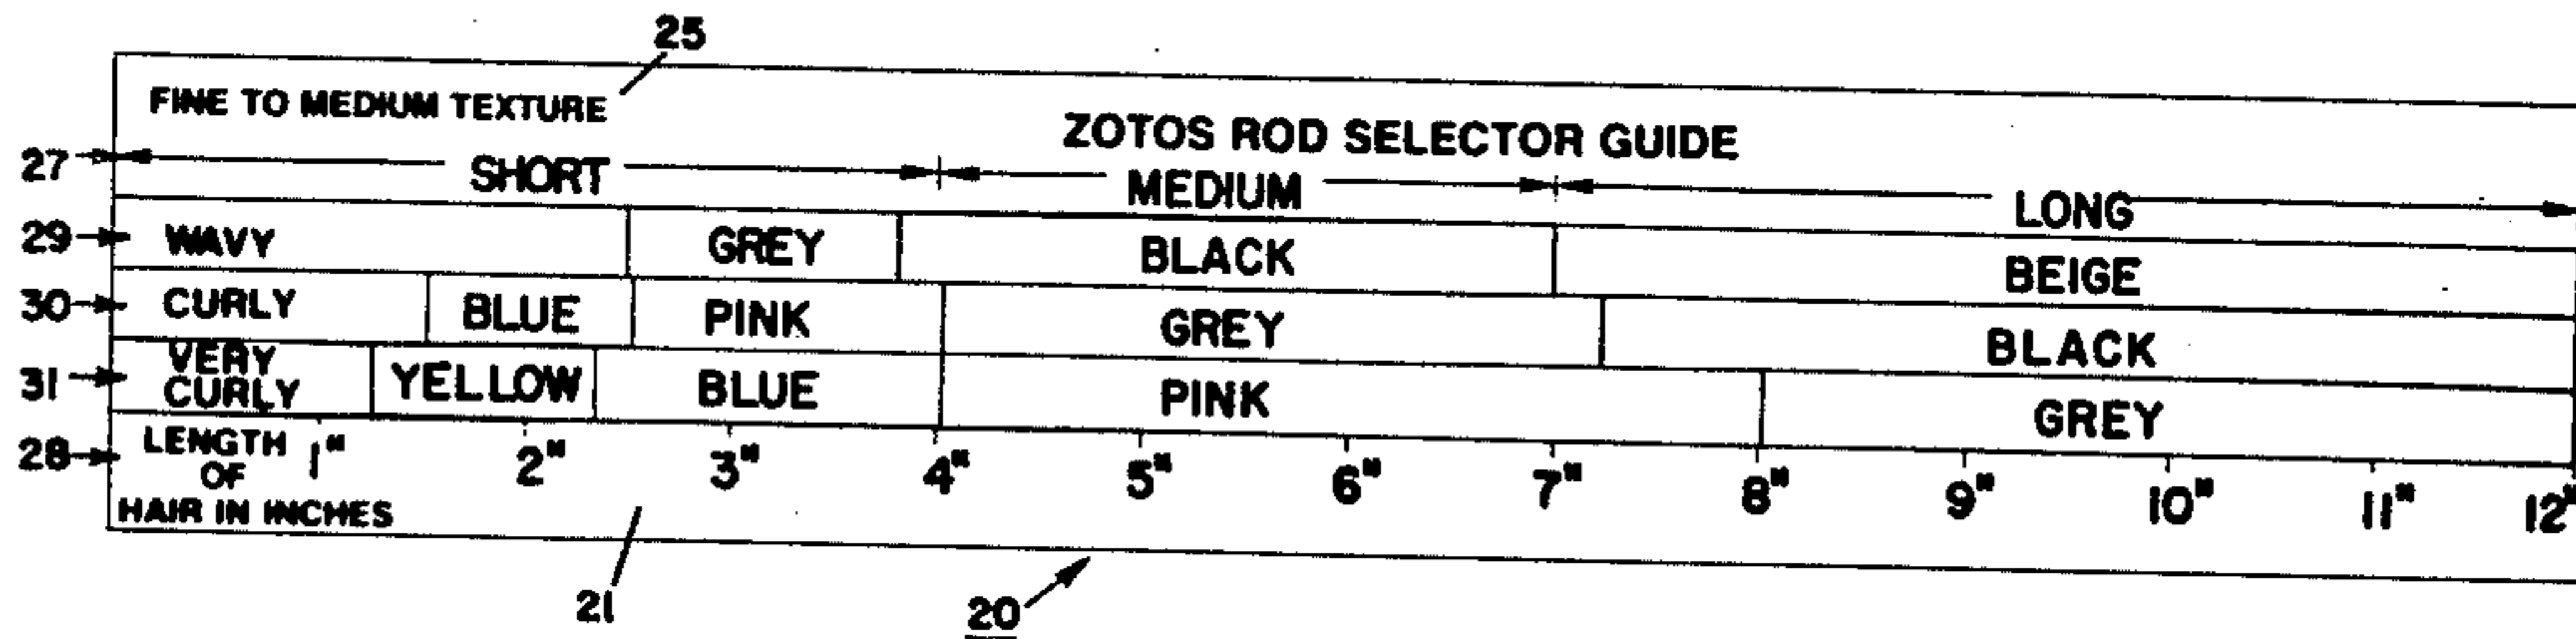 25
FINE TO MEDIUM TEXTURE
ZOTOS ROD SELECTOR GUIDE
27 SHORT MEDIUM LONG
29 WAVY GREY BLACK BEIGE
30 CURLY BLUE PINK GREY BLACK
31 VERY CURLY YELLOW BLUE PINK GREY
28 LENGTH OF HAIR IN INCHES 1" 2" 3" 4" 5" 6" 7" 8" 9" 10" 11" 12"
21 20